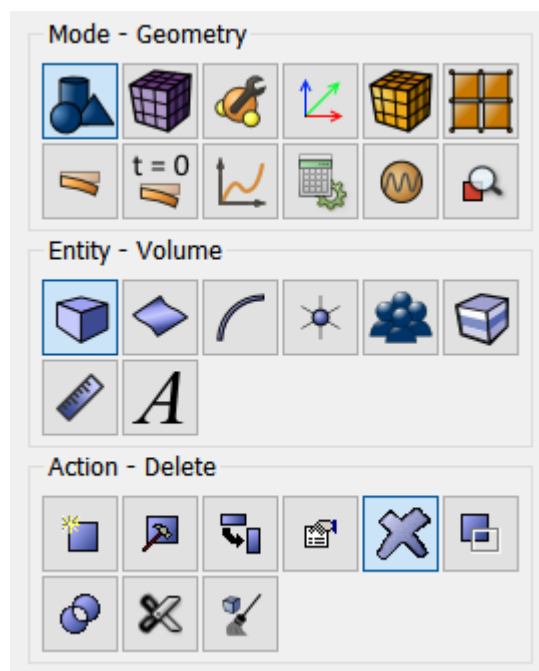 Mode - Geometry
t = 0
Entity - Volume
A
Action - Delete